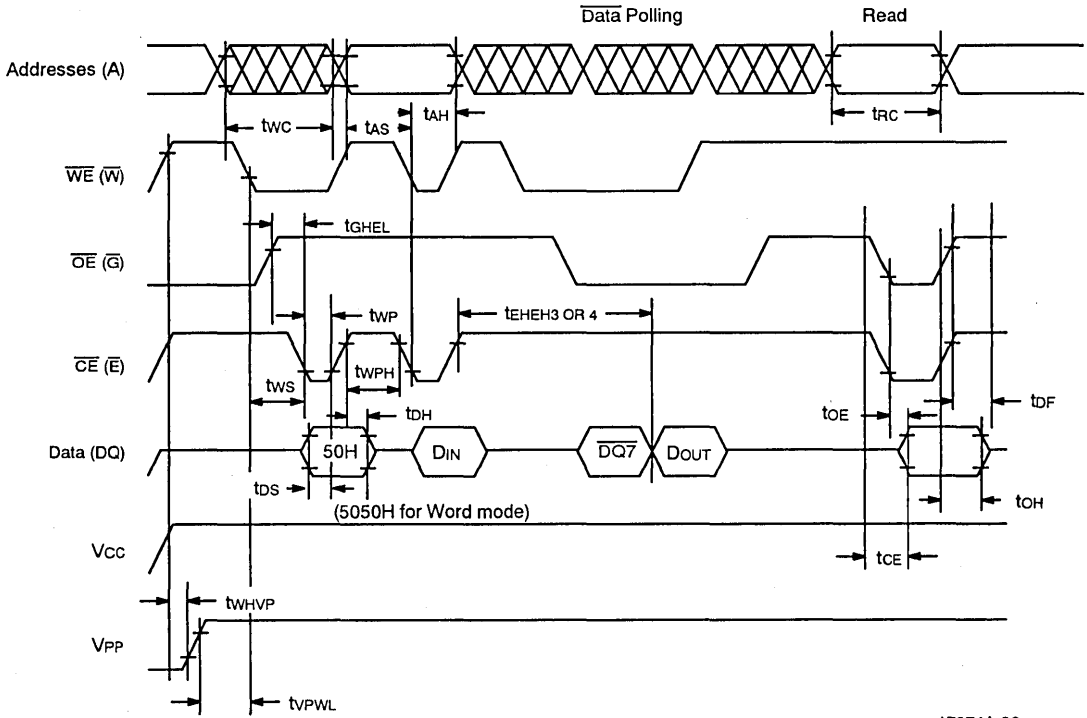 Data Polling
Read
Addresses (A)
tWC
tAS
tAH
tRC
WE (W)
tGHEL
OE (G)
tWP
tEHEH3 OR 4
CE (E)
tWS
tWPH
tDH
tOE
tDF
Data (DQ)
50H
DIN
DQ7
DOUT
tDS
(5050H for Word mode)
tOH
VCC
tCE
tWHVP
VPP
tVPWL